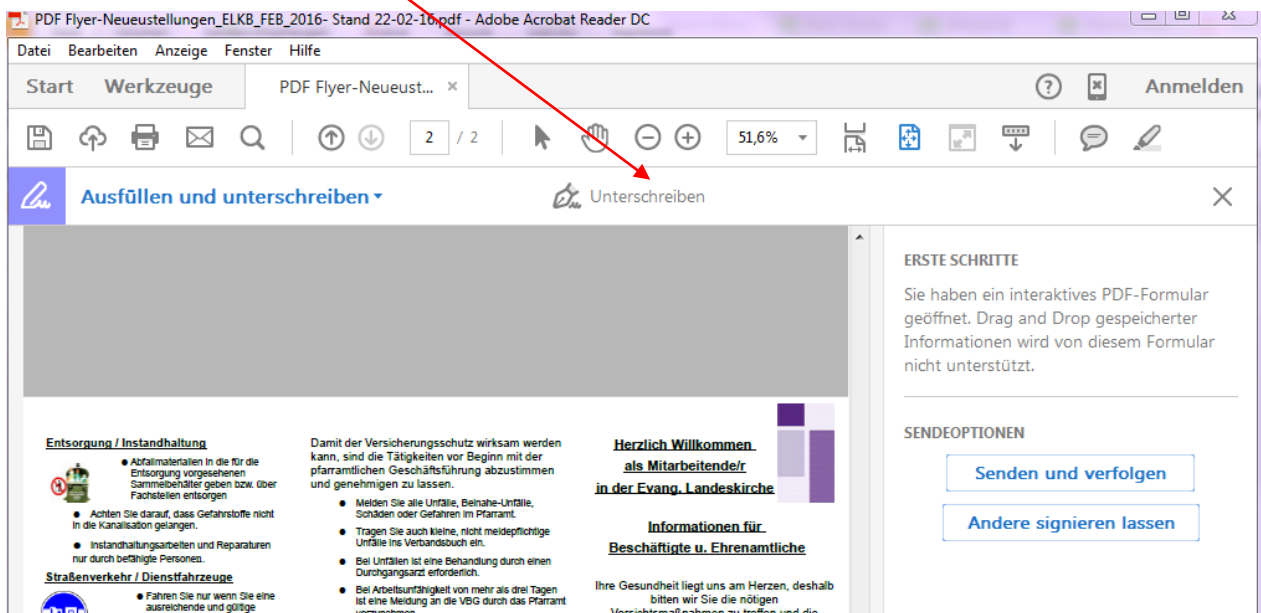 PDF Flyer-Neueustellungen_ELKB_FEB_2016- Stand 22-02-16.pdf - Adobe Acrobat Reader DC
Datei Bearbeiten Anzeige Fenster Hilfe
Start Werkzeuge PDF Flyer-Neueust... × Anmelden
2 / 2 51,6%
Ausfüllen und unterschreiben Unterschreiben
ERSTE SCHRITTE
Sie haben ein interaktives PDF-Formular
geöffnet. Drag and Drop gespeicherter
Informationen wird von diesem Formular
nicht unterstützt.
SENDEOPTIONEN
Senden und verfolgen
Andere signieren lassen
Entsorgung / Instandhaltung
● Abfallmaterialien in die für die
Entsorgung vorgesehenen
Sammelbehälter geben bzw. über
Fachstellen entsorgen
● Achten Sie darauf, dass Gefahrstoffe nicht
in die Kanalisation gelangen.
● Instandhaltungsarbeiten und Reparaturen
nur durch befähigte Personen.
Straßenverkehr / Dienstfahrzeuge
● Fahren Sie nur wenn Sie eine
ausreichende und gültige
Damit der Versicherungsschutz wirksam werden
kann, sind die Tätigkeiten vor Beginn mit der
pfarramtlichen Geschäftsführung abzustimmen
und genehmigen zu lassen.
● Melden Sie alle Unfälle, Beinahe-Unfälle,
Schäden oder Gefahren im Pfarramt.
● Tragen Sie auch kleine, nicht meldepflichtige
Unfälle ins Verbandsbuch ein.
● Bei Unfällen ist eine Behandlung durch einen
Durchgangsarzt erforderlich.
● Bei Arbeitsunfähigkeit von mehr als drei Tagen
ist eine Meldung an die VBG durch das Pfarramt
vorzunehmen.
Herzlich Willkommen
als Mitarbeitende/r
in der Evang. Landeskirche
Informationen für
Beschäftigte u. Ehrenamtliche
Ihre Gesundheit liegt uns am Herzen, deshalb
bitten wir Sie die nötigen
Vorsichtsmaßnahmen zu treffen und die